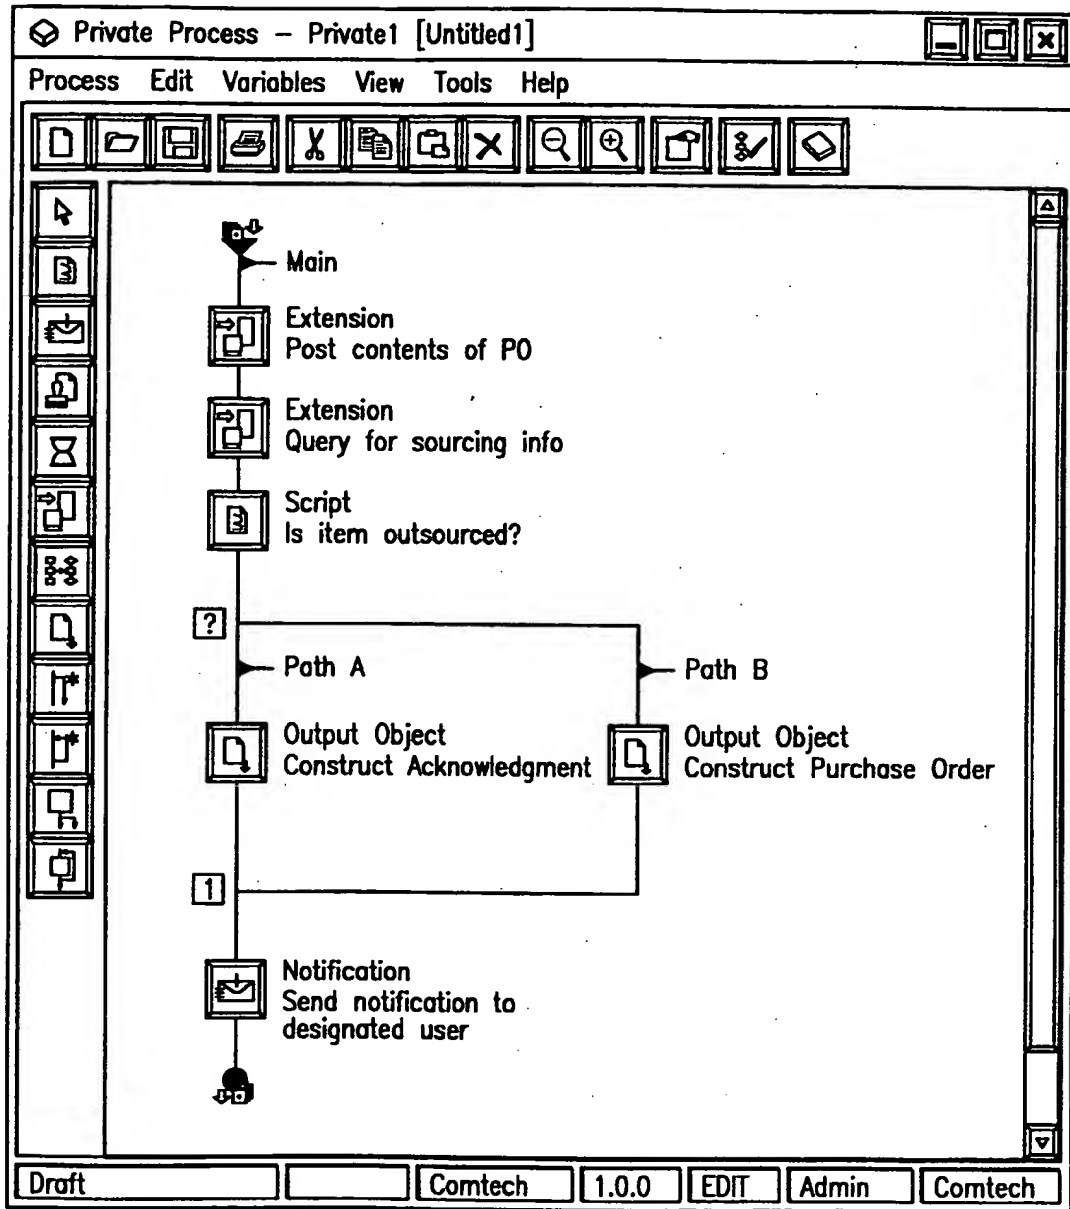 Private Process – Private1 [Untitled1]
Process Edit Variables View Tools Help
Main
Extension
Post contents of PO
Extension
Query for sourcing info
Script
Is item outsourced?
?
Path A
Path B
Output Object
Construct Acknowledgment
Output Object
Construct Purchase Order
1
Notification
Send notification to
designated user
Draft Comtech 1.0.0 EDIT Admin Comtech